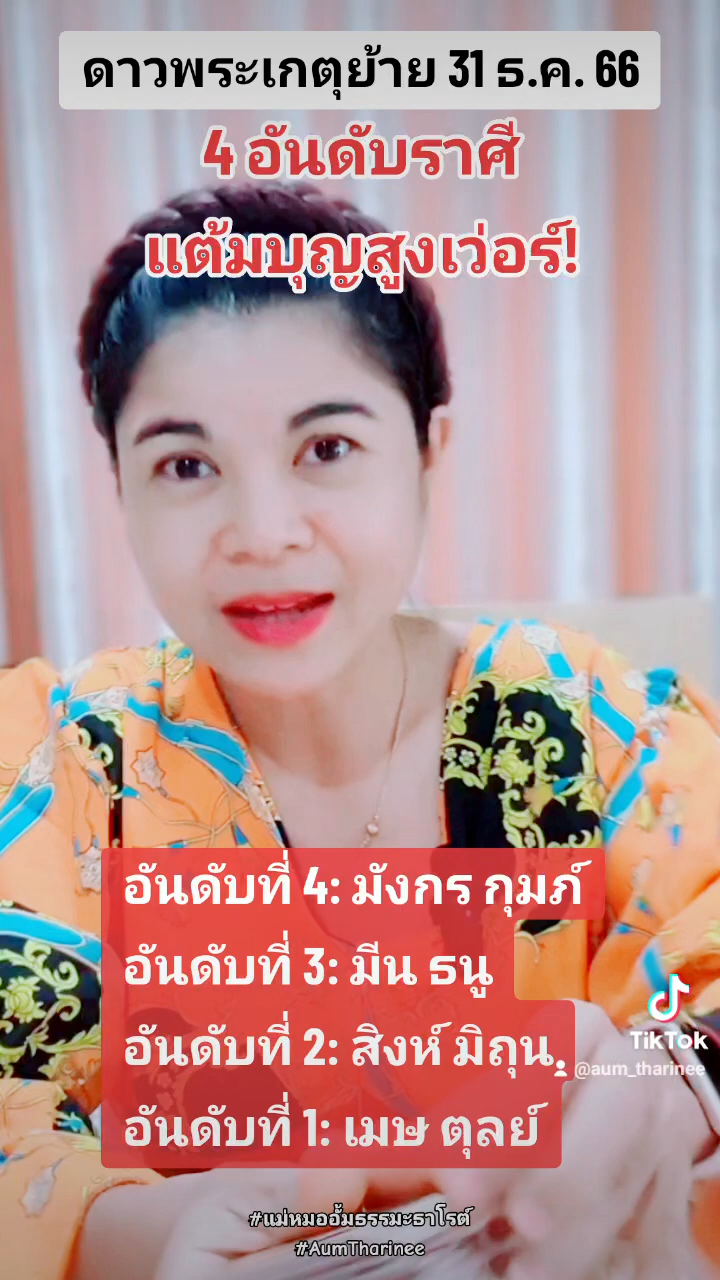 ดาวพระเกตุย้าย 31 ธ.ค. 66
4 อันดับราศี
แต้มบุญสูงเว่อร์!
อันดับที่ 4: มังกร กุมภ์
อันดับที่ 3: มีน ธนู
อันดับที่ 2: สิงห์ มิถุน
อันดับที่ 1: เมษ ตุลย์
TikTok
@aum_tharinee
#แม่หมออั้มธรรมะธาโรต์
#AumTharinee